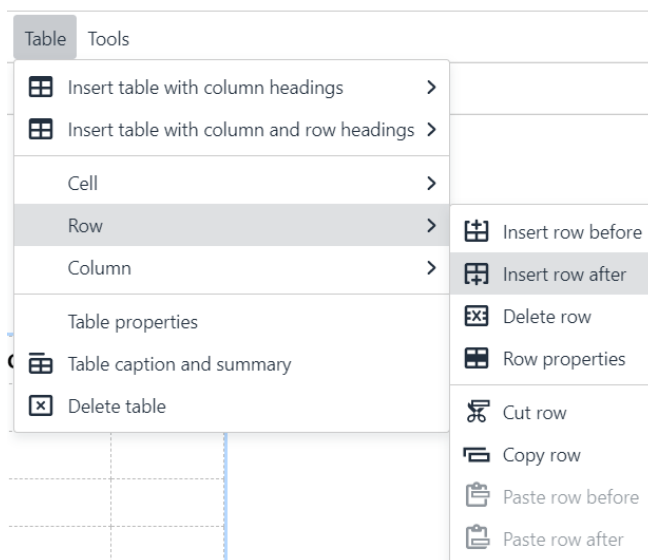 Table Tools
Insert table with column headings
Insert table with column and row headings
Cell
Row
Column
Table properties
Table caption and summary
Delete table
Insert row before
Insert row after
Delete row
Row properties
Cut row
Copy row
Paste row before
Paste row after